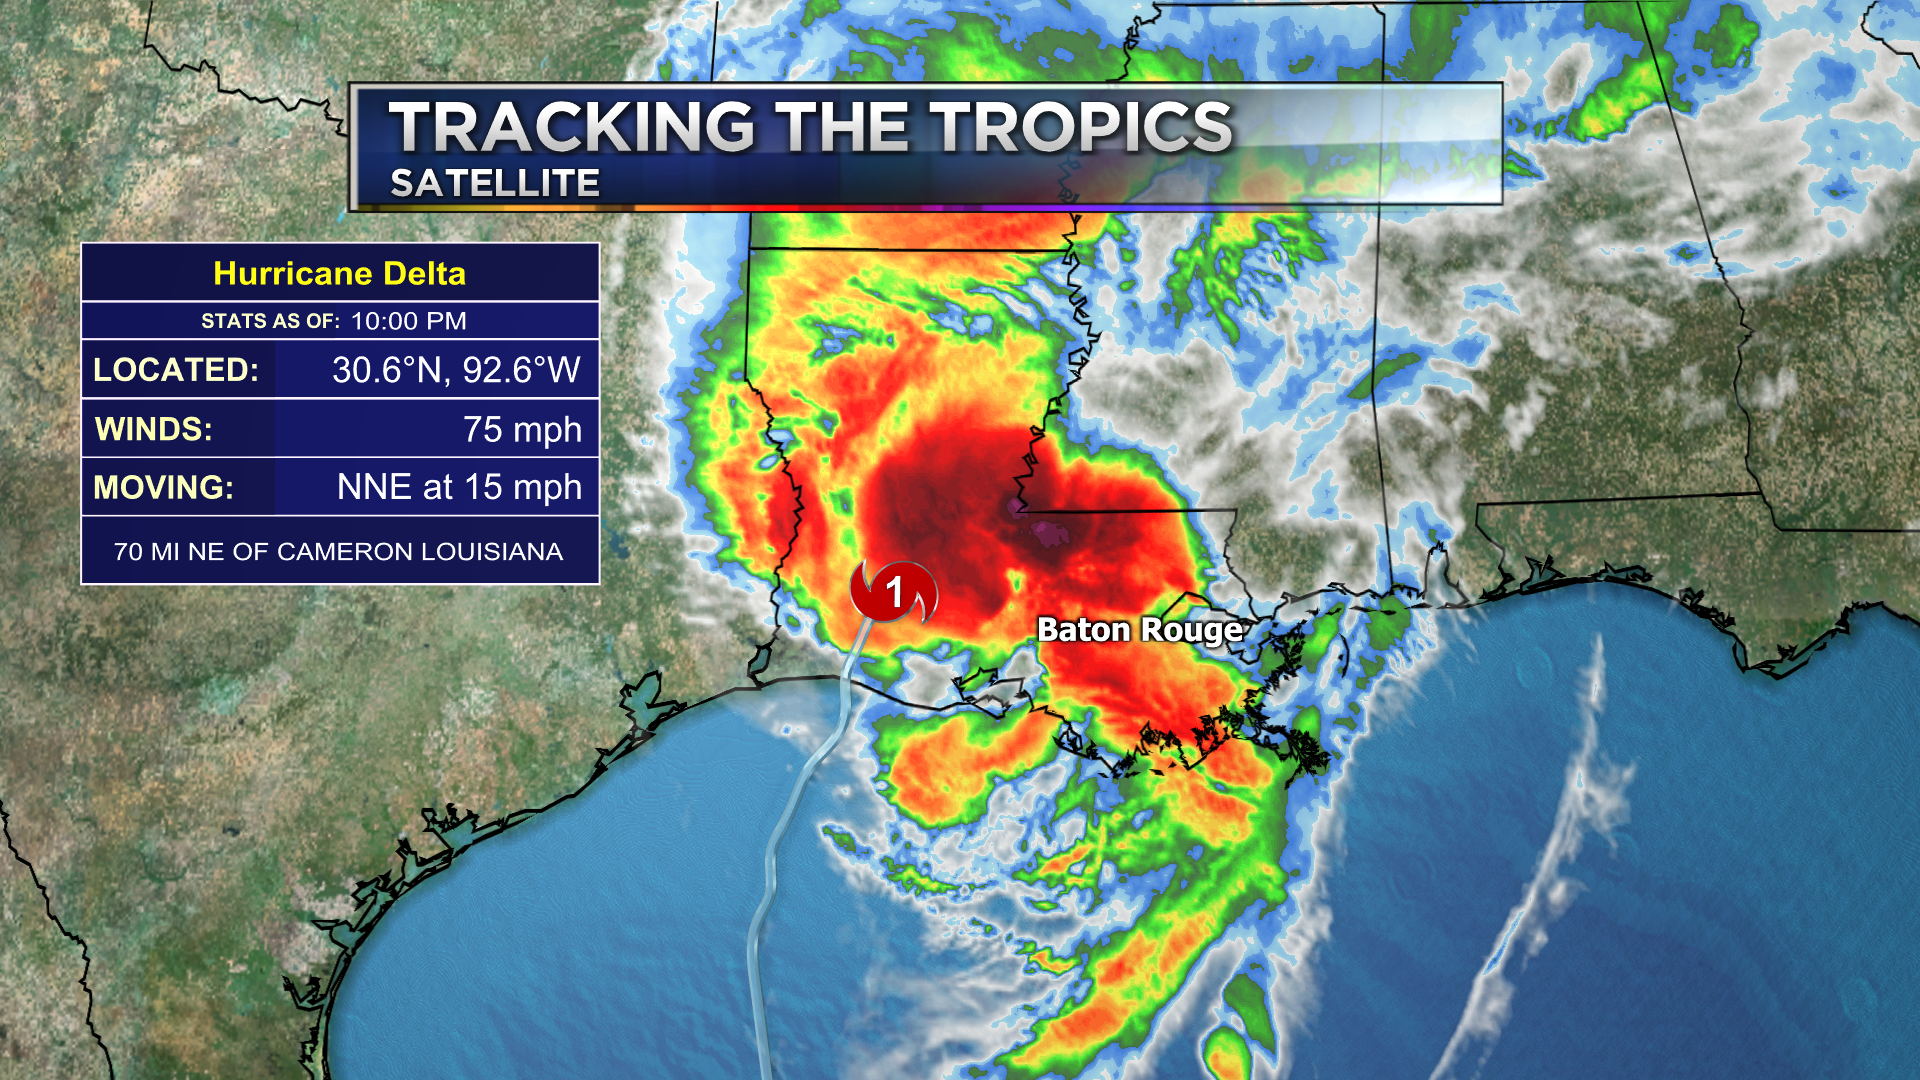 TRACKING THE TROPICS
SATELLITE
Hurricane Delta
STATS AS OF: 10:00 PM
LOCATED: 30.6°N, 92.6°W
WINDS: 75 mph
MOVING: NNE at 15 mph
70 MI NE OF CAMERON LOUISIANA
1
Baton Rouge